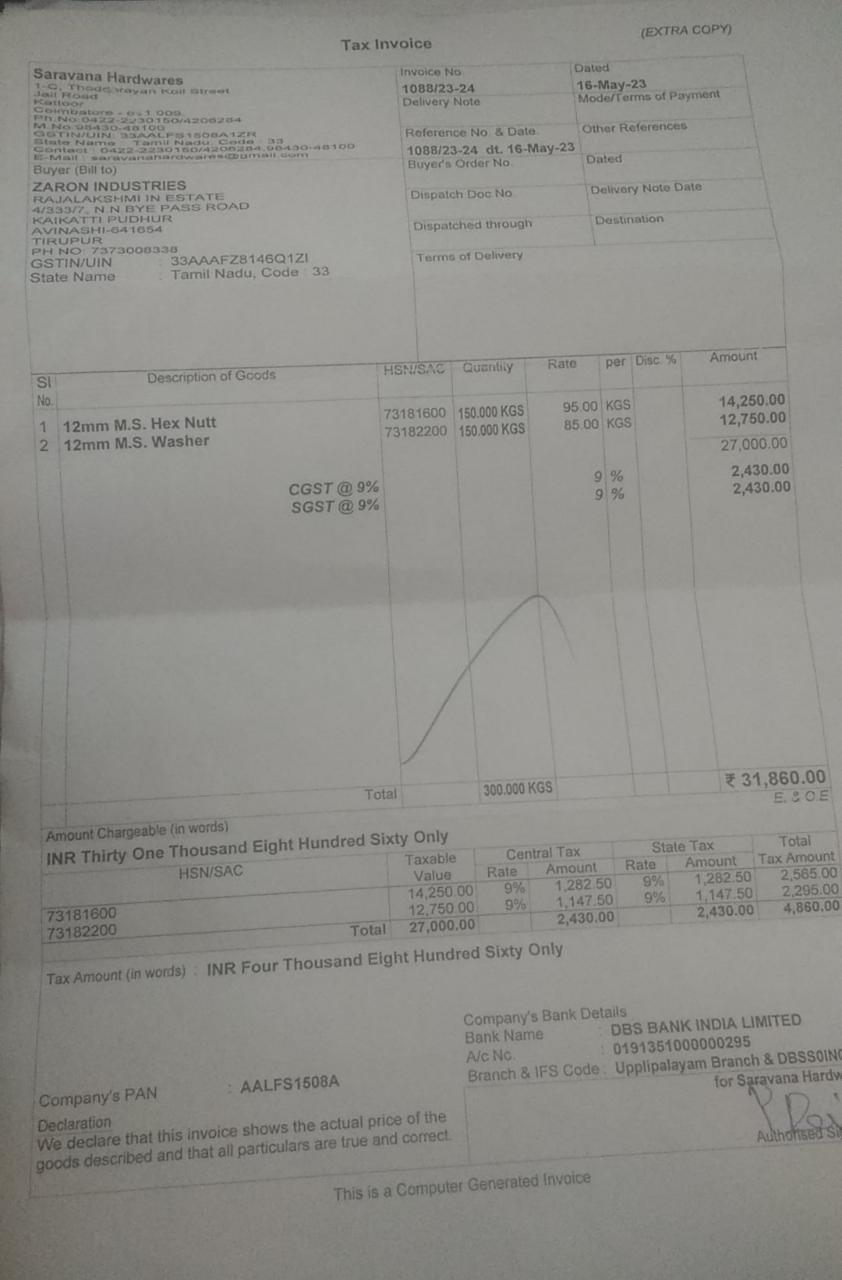 (EXTRA COPY)
Tax Invoice
Saravana Hardwares
Street
Jail Road
Kattoor
Coimbatore
Ph.No.0422-2230150/4206284
M.No.98430-48100
GSTIN/UIN: 33AALFS1508A1ZR
State Name : Tamil Nadu, Code : 33
Contact : 0422-2230150/4206284,98430-48100
E-Mail : saravanahardwares@gmail.com
Invoice No.
1088/23-24
Dated
16-May-23
Delivery Note
Mode/Terms of Payment
Reference No. & Date.
1088/23-24 dt. 16-May-23
Other References
Buyer's Order No.
Dated
Dispatch Doc No.
Delivery Note Date
Dispatched through
Destination
Terms of Delivery
Buyer (Bill to)
ZARON INDUSTRIES
RAJALAKSHMI IN ESTATE
4/333/7, N.N.BYE PASS ROAD
KAIKATTI PUDHUR
AVINASHI-641654
TIRUPUR
PH NO: 7373008338
GSTIN/UIN : 33AAAFZ8146Q1ZI
State Name : Tamil Nadu, Code : 33
Sl No. Description of Goods HSN/SAC Quantity Rate per Disc. % Amount
1 12mm M.S. Hex Nutt 73181600 150.000 KGS 95.00 KGS 14,250.00
2 12mm M.S. Washer 73182200 150.000 KGS 85.00 KGS 12,750.00
27,000.00
CGST @ 9% 9 % 2,430.00
SGST @ 9% 9 % 2,430.00
Total 300.000 KGS ₹ 31,860.00
E. & O.E
Amount Chargeable (in words)
INR Thirty One Thousand Eight Hundred Sixty Only
HSN/SAC Taxable Value Central Tax Rate Amount State Tax Rate Amount Total Tax Amount
73181600 14,250.00 9% 1,282.50 9% 1,282.50 2,565.00
73182200 12,750.00 9% 1,147.50 9% 1,147.50 2,295.00
Total 27,000.00 2,430.00 2,430.00 4,860.00
Tax Amount (in words) : INR Four Thousand Eight Hundred Sixty Only
Company's Bank Details
Bank Name : DBS BANK INDIA LIMITED
A/c No. : 0191351000000295
Branch & IFS Code : Upplipalayam Branch & DBSS0IN0
Company's PAN : AALFS1508A
for Saravana Hardw
Declaration
We declare that this invoice shows the actual price of the
goods described and that all particulars are true and correct.
Authorised Si
This is a Computer Generated Invoice